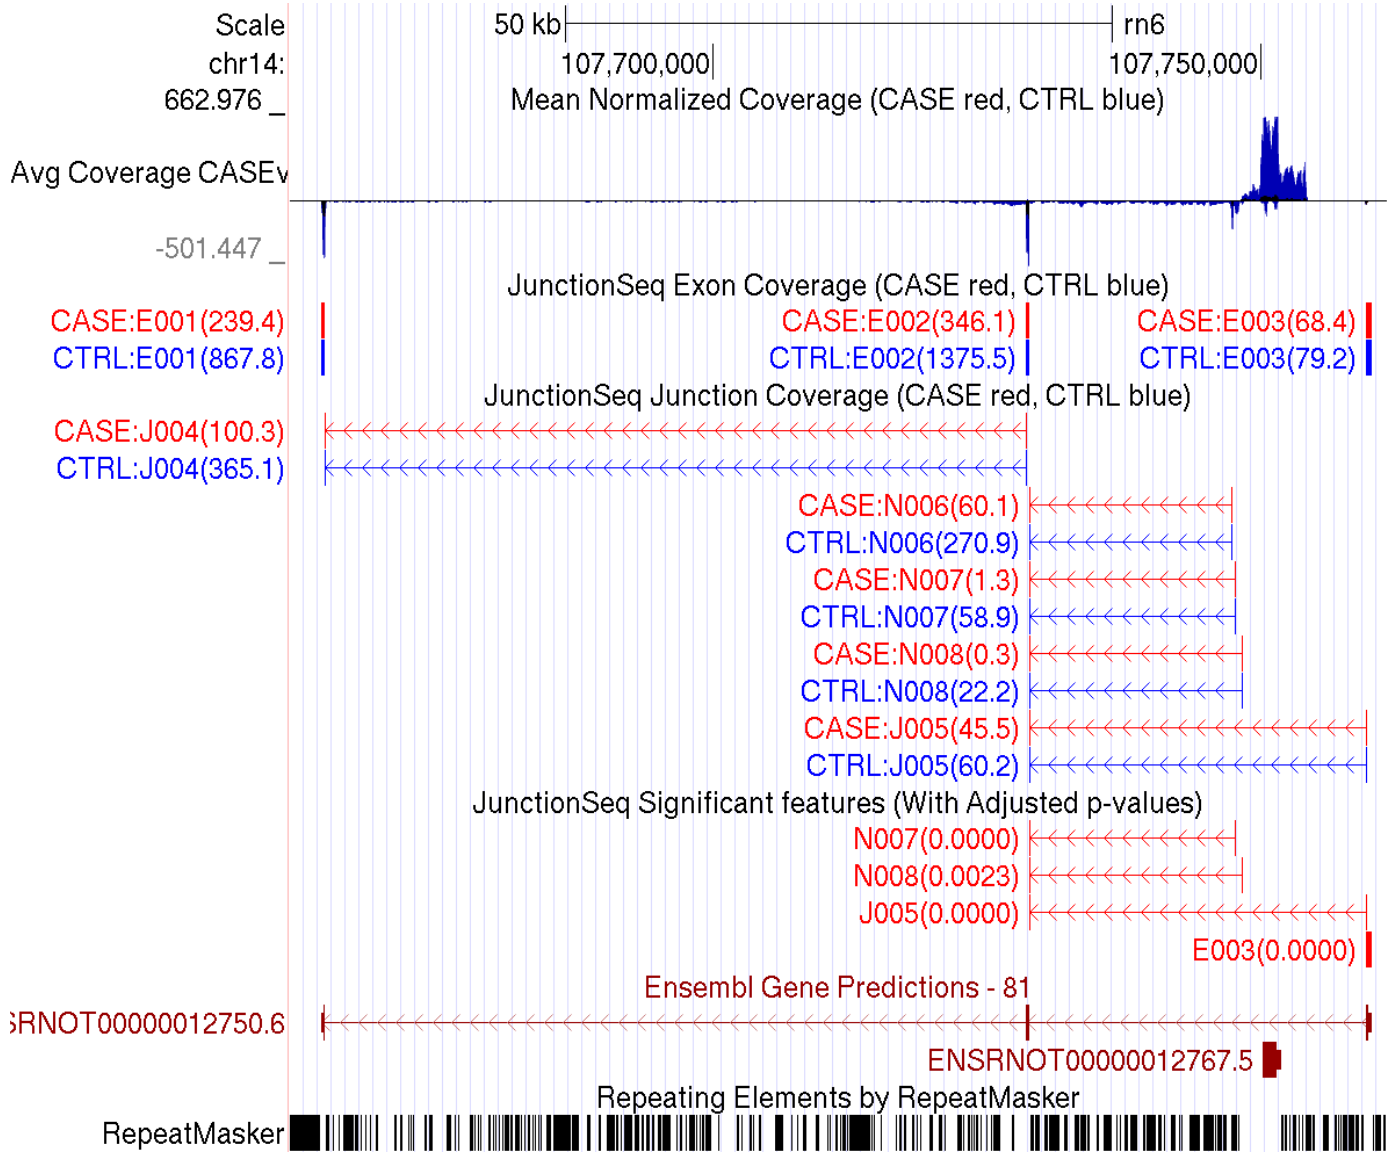 Scale 50 kb rn6
chr14: 107,700,000 107,750,000
662.976 _ Mean Normalized Coverage (CASE red, CTRL blue)
Avg Coverage CASEv
-501.447 _
JunctionSeq Exon Coverage (CASE red, CTRL blue)
CASE:E001(239.4) CASE:E002(346.1) CASE:E003(68.4)
CTRL:E001(867.8) CTRL:E002(1375.5) CTRL:E003(79.2)
JunctionSeq Junction Coverage (CASE red, CTRL blue)
CASE:J004(100.3)
CTRL:J004(365.1)
CASE:N006(60.1)
CTRL:N006(270.9)
CASE:N007(1.3)
CTRL:N007(58.9)
CASE:N008(0.3)
CTRL:N008(22.2)
CASE:J005(45.5)
CTRL:J005(60.2)
JunctionSeq Significant features (With Adjusted p-values)
N007(0.0000)
N008(0.0023)
J005(0.0000)
E003(0.0000)
Ensembl Gene Predictions - 81
SRNOT00000012750.6
ENSRNOT00000012767.5
Repeating Elements by RepeatMasker
RepeatMasker